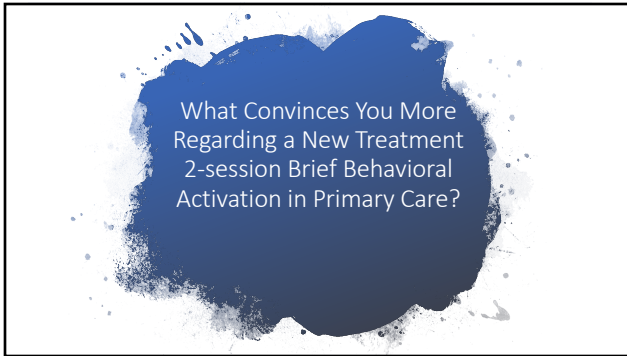 What Convinces You More
Regarding a New Treatment
2-session Brief Behavioral
Activation in Primary Care?